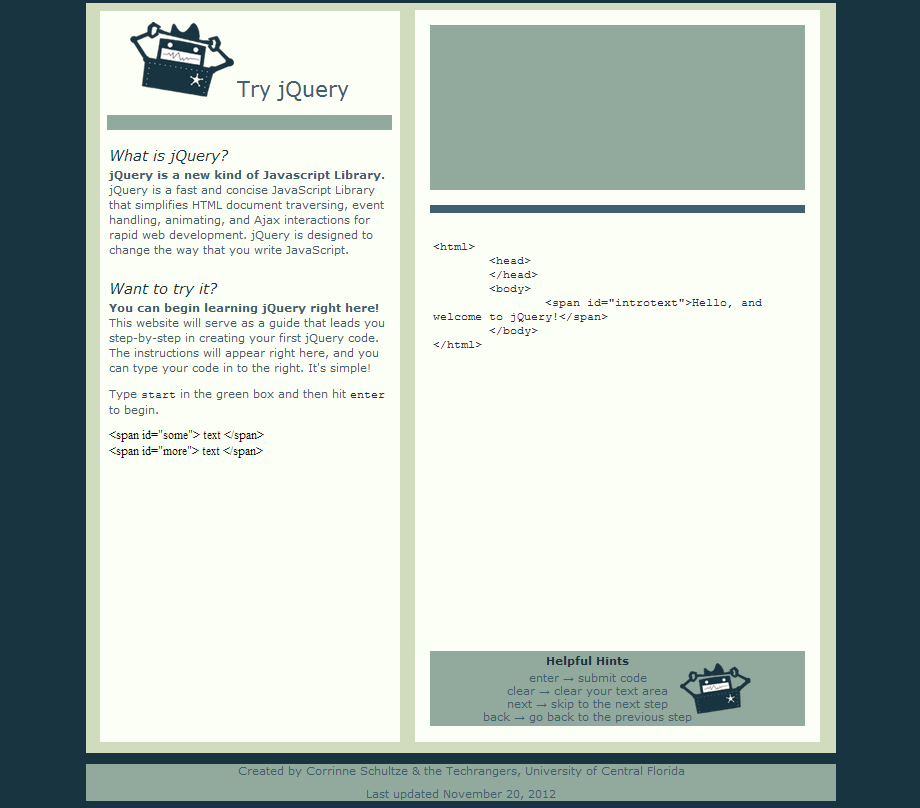 Try jQuery
What is jQuery?
jQuery is a new kind of Javascript Library.
jQuery is a fast and concise JavaScript Library
that simplifies HTML document traversing, event
handling, animating, and Ajax interactions for
rapid web development. jQuery is designed to
change the way that you write JavaScript.
Want to try it?
You can begin learning jQuery right here!
This website will serve as a guide that leads you
step-by-step in creating your first jQuery code.
The instructions will appear right here, and you
can type your code in to the right. It's simple!
Type start in the green box and then hit enter
to begin.
<span id="some"> text </span>
<span id="more"> text </span>
<html>
<head>
</head>
<body>
<span id="introtext">Hello, and
welcome to jQuery!</span>
</body>
</html>
Helpful Hints
enter → submit code
clear → clear your text area
next → skip to the next step
back → go back to the previous step
Created by Corrinne Schultze & the Techrangers, University of Central Florida
Last updated November 20, 2012